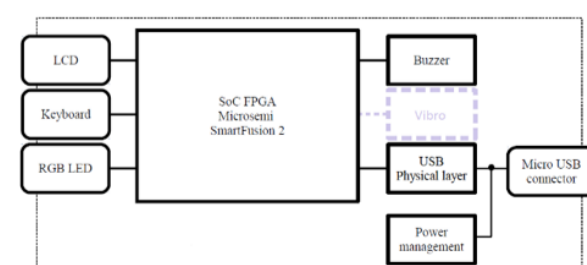 LCD
Keyboard
RGB LED
SoC FPGA
Microsemi
SmartFusion 2
Buzzer
Vibro
USB
Physical layer
Power
management
Micro USB
connector